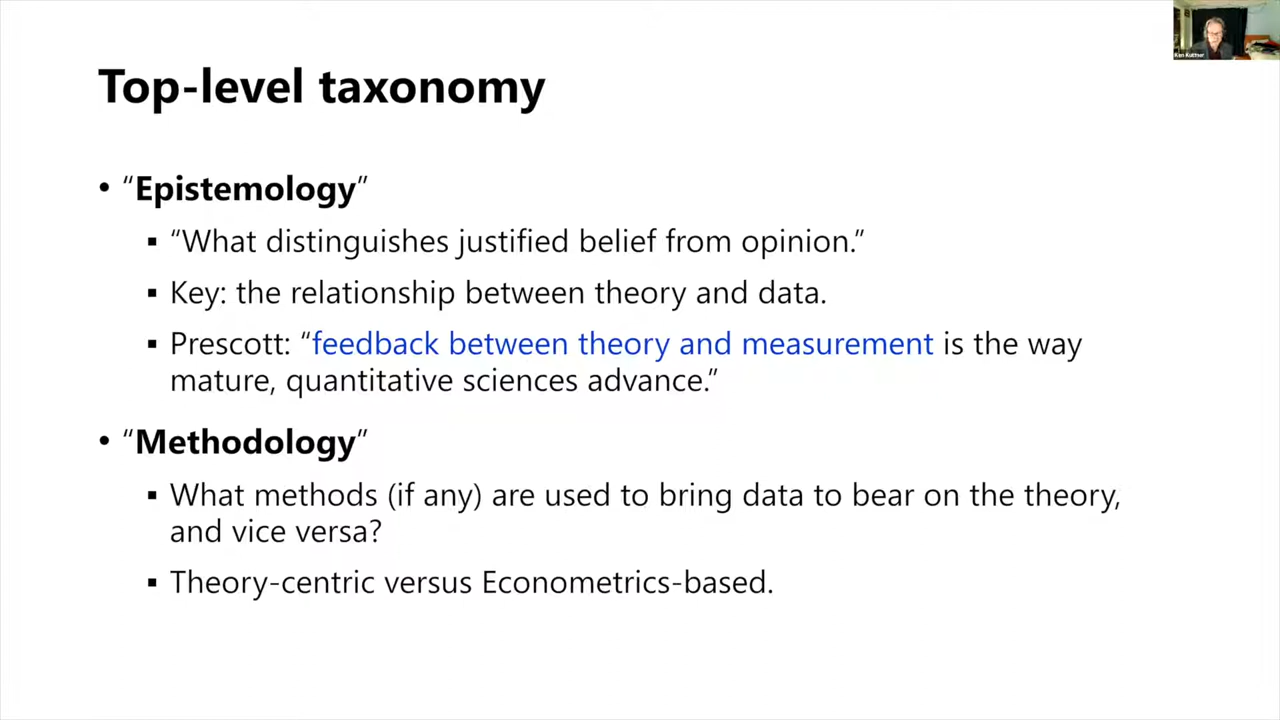 Top-level taxonomy
• “Epistemology”
▪ “What distinguishes justified belief from opinion.”
▪ Key: the relationship between theory and data.
▪ Prescott: “feedback between theory and measurement is the way
mature, quantitative sciences advance.”
• “Methodology”
▪ What methods (if any) are used to bring data to bear on the theory,
and vice versa?
▪ Theory-centric versus Econometrics-based.
Ken Kuttner